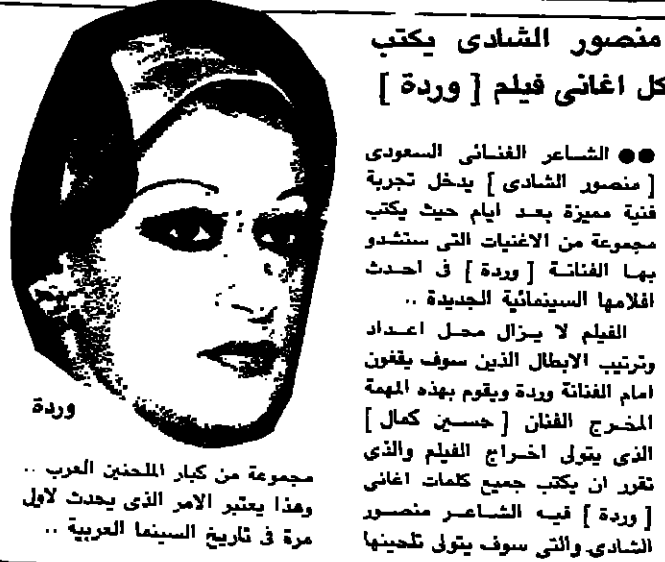 منصور الشادى يكتب
كل اغانى فيلم [ وردة ]
●● الشاعر الغنائى السعودى
[ منصور الشادى ] يدخل تجربة
فنية مميزة بعد ايام حيث يكتب
مجموعة من الاغنيات التى ستشدو
بها الفنانة [ وردة ] فى احدث
افلامها السينمائية الجديدة ..
الفيلم لا يزال محل اعداد
وترتيب الابطال الذين سوف يقفون
امام الفنانة وردة ويقوم بهذه المهمة
المخرج الفنان [ حسين كمال ]
الذى يتولى اخراج الفيلم والذى
تقرر ان يكتب جميع كلمات اغانى
[ وردة ] فيه الشاعر منصور
الشادى والتى سوف يتولى تلحينها
وردة
مجموعة من كبار الملحنين العرب ..
وهذا يعتبر الامر الذى يحدث لاول
مرة فى تاريخ السينما العربية ..